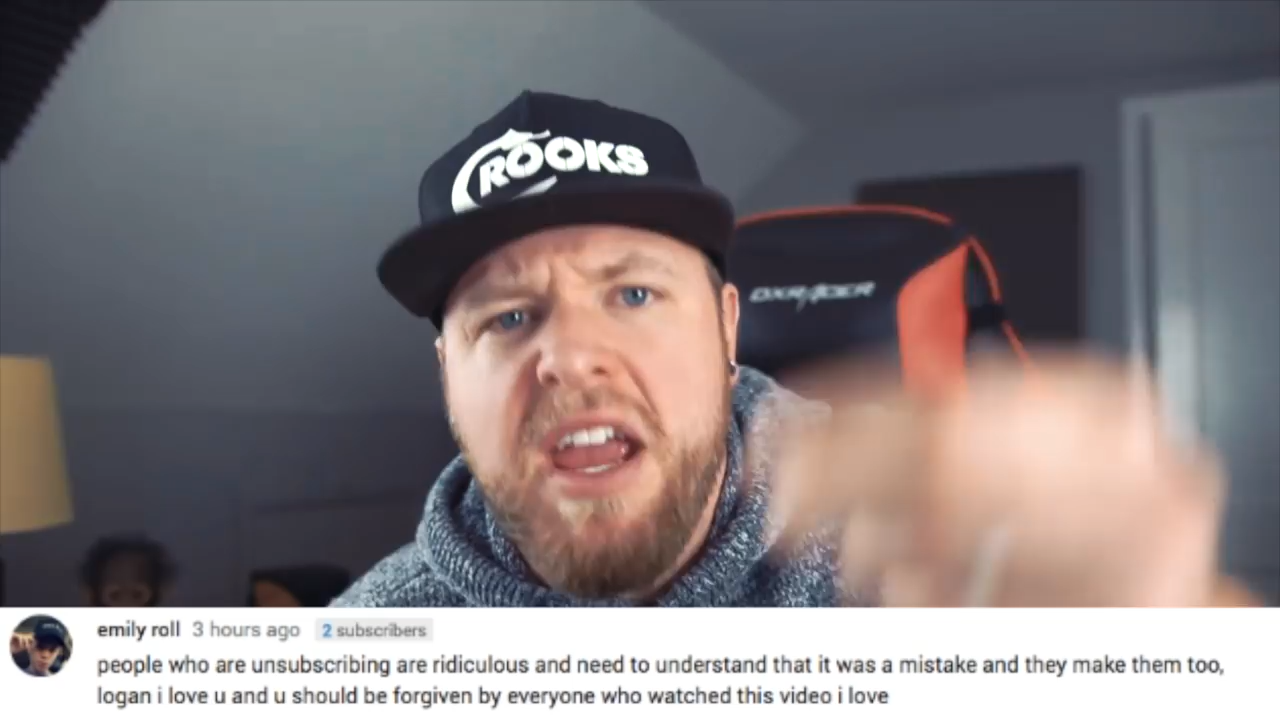 CROOKS
DXRACER
emily roll 3 hours ago 2 subscribers
people who are unsubscribing are ridiculous and need to understand that it was a mistake and they make them too,
logan i love u and u should be forgiven by everyone who watched this video i love